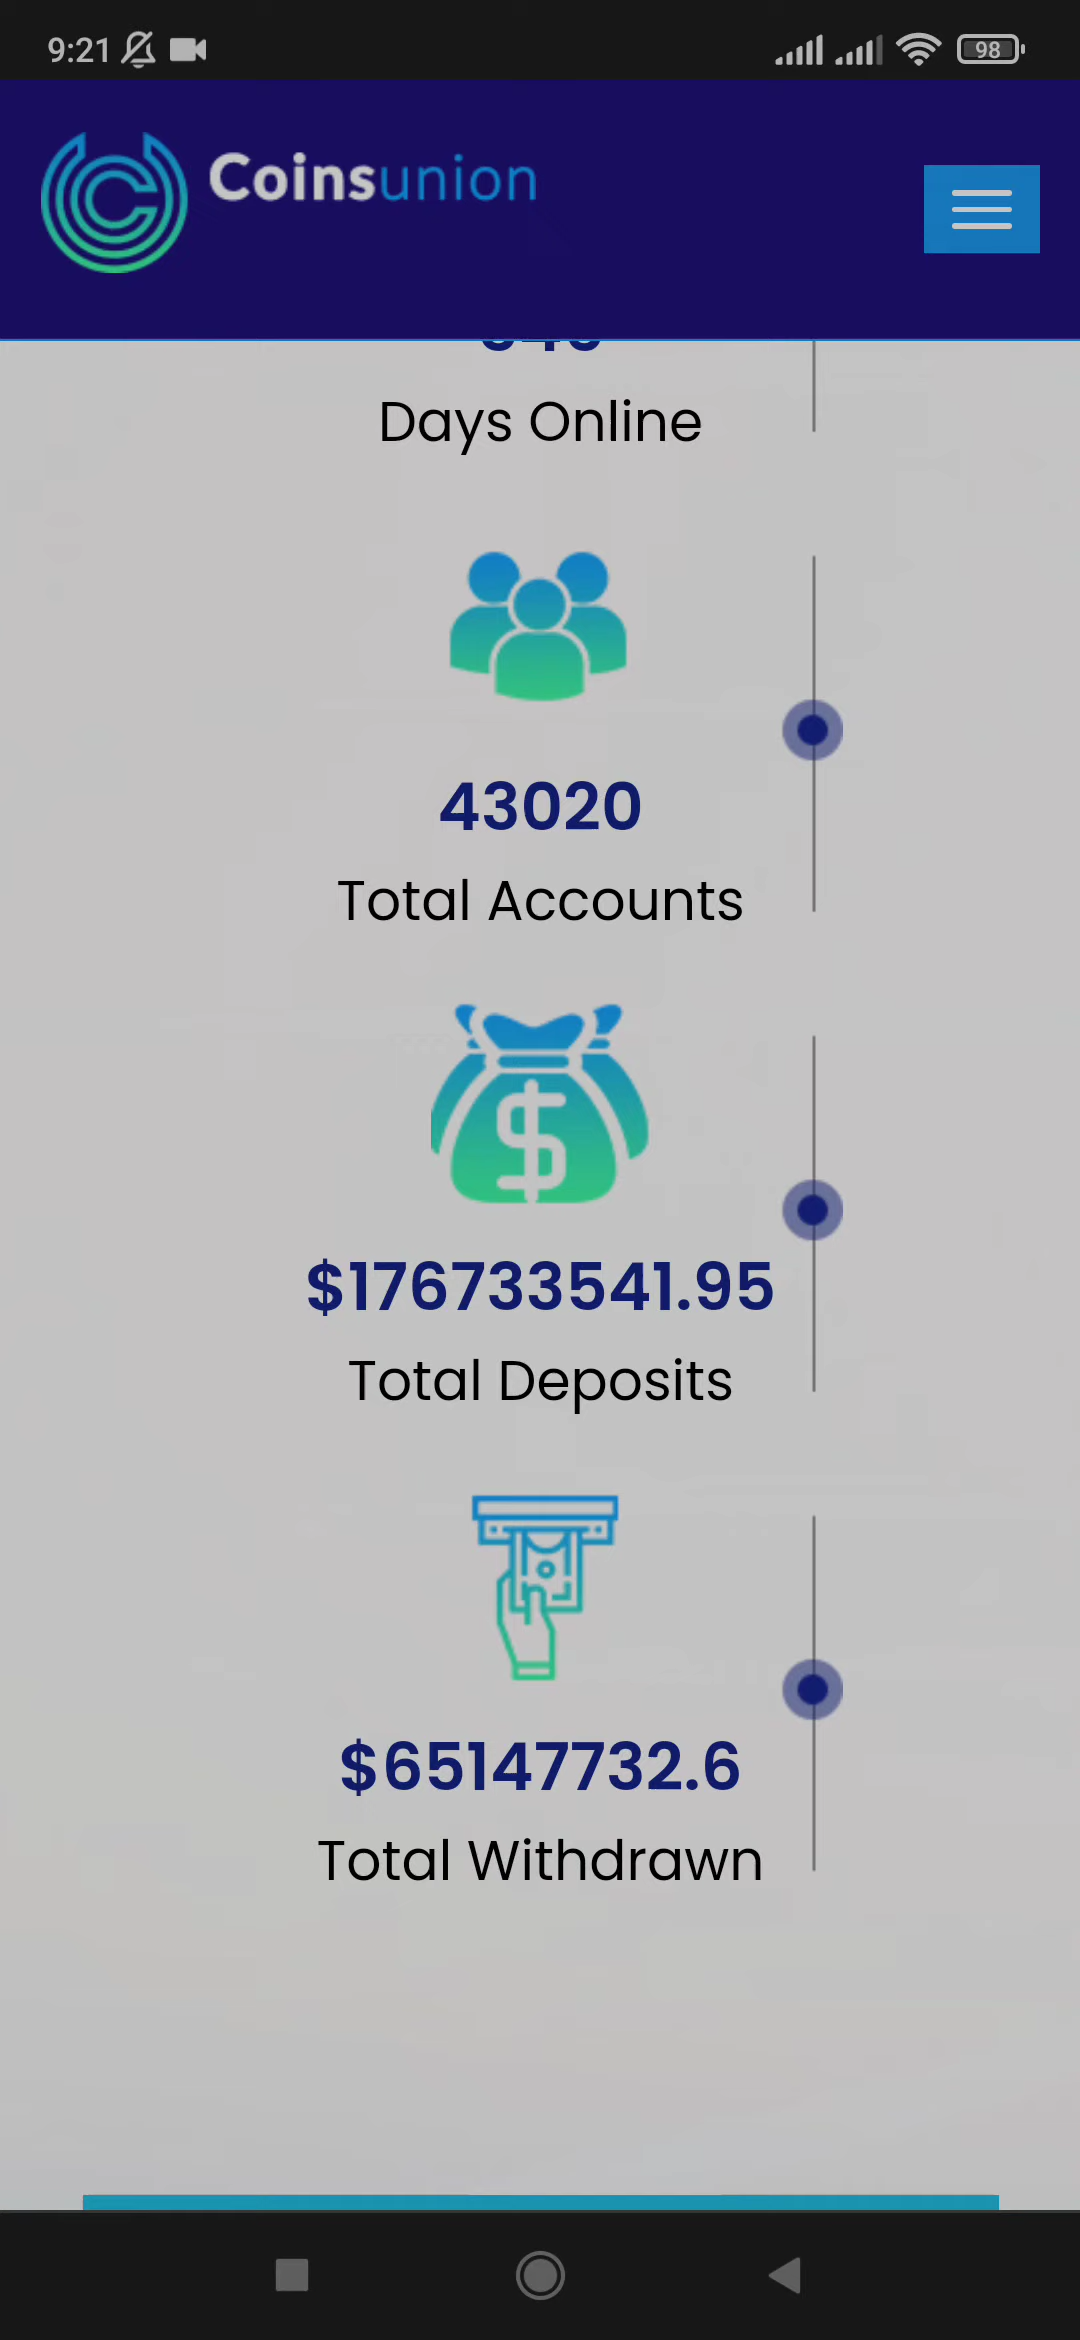 9:21
98
Coinsunion
Days Online
43020
Total Accounts
$176733541.95
Total Deposits
$65147732.6
Total Withdrawn